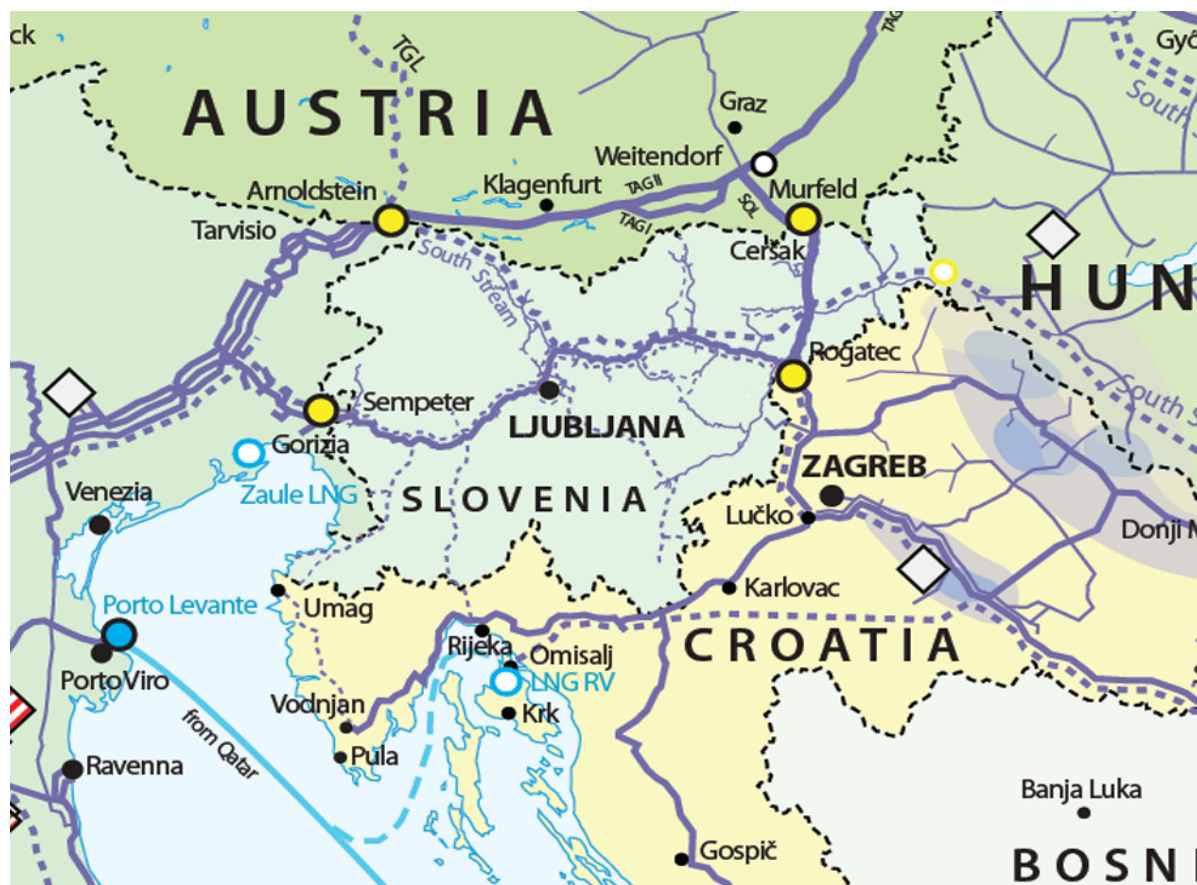 ck
TGL
TAG
Győ
AUSTRIA
Graz
South
Weitendorf
Arnoldstein
Klagenfurt
TAG II
Murfeld
Tarvisio
TAG I
SOL
Ceršak
South Stream
HUN
Rogatec
Sempeter
South S
LJUBLJANA
Gorizia
ZAGREB
Venezia
Zaule LNG
SLOVENIA
Lučko
Donji M
Karlovac
Porto Levante
Umag
Rijeka
Omisalj
CROATIA
PortoViro
LNG RV
Vodnjan
Krk
from Qatar
Pula
Ravenna
Banja Luka
Gospič
BOSNI